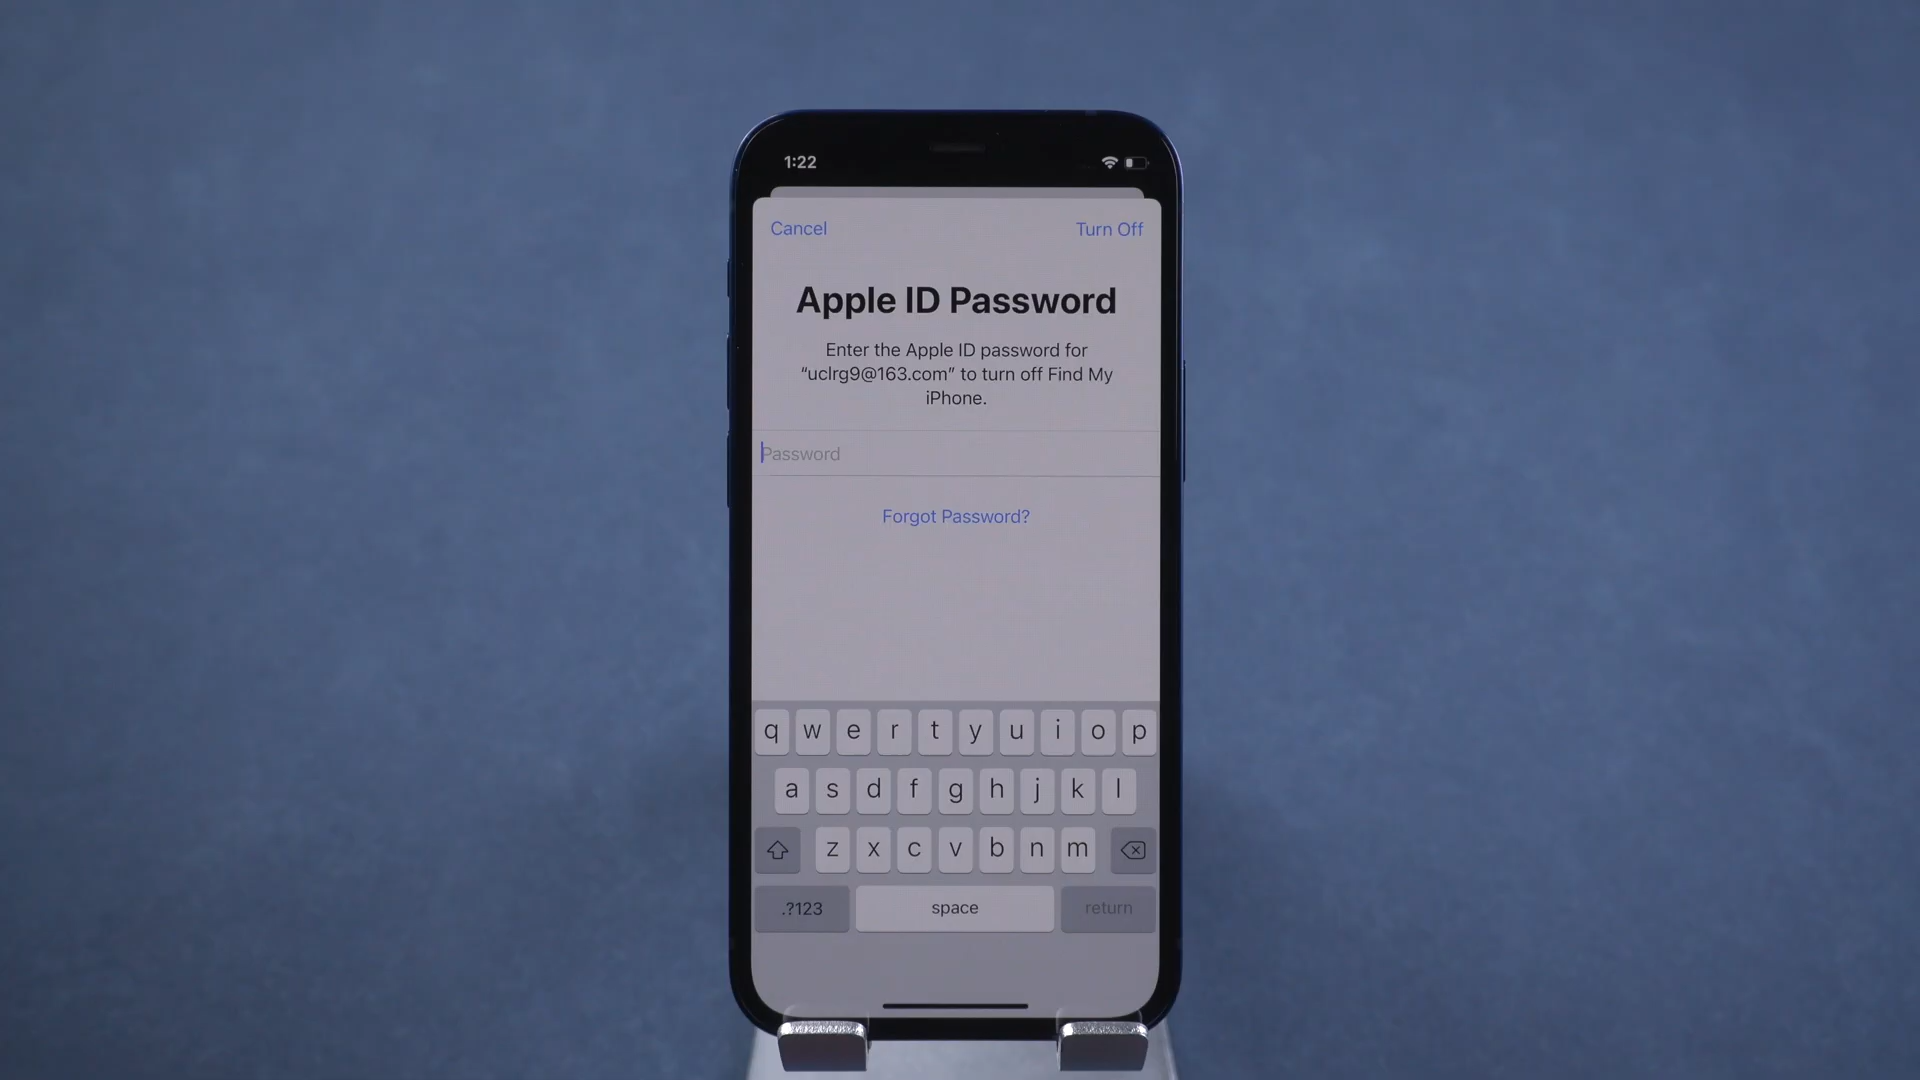 1:22
Cancel
Turn Off
Apple ID Password
Enter the Apple ID password for
“uclrg9@163.com” to turn off Find My
iPhone.
Password
Forgot Password?
q w e r t y u i o p
a s d f g h j k l
z x c v b n m
.?123 space return